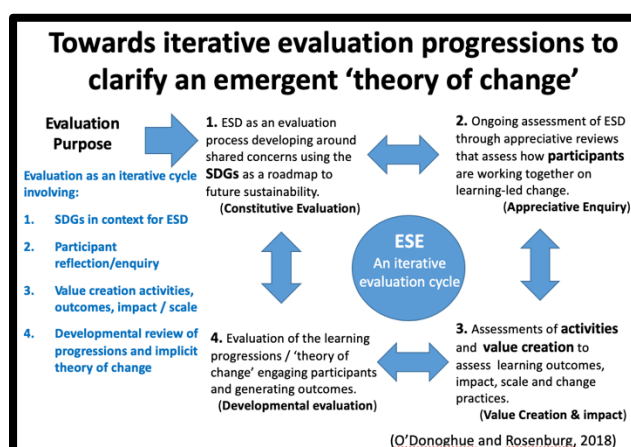 Towards iterative evaluation progressions to
clarify an emergent ‘theory of change’
Evaluation
Purpose
Evaluation as an iterative cycle
involving:
1. SDGs in context for ESD
2. Participant
reflection/enquiry
3. Value creation activities,
outcomes, impact / scale
4. Developmental review of
progressions and implicit
theory of change
1. ESD as an evaluation
process developing around
shared concerns using the
SDGs as a roadmap to
future sustainability.
(Constitutive Evaluation)
2. Ongoing assessment of ESD
through appreciative reviews
that assess how participants
are working together on
learning-led change.
(Appreciative Enquiry)
ESE
An iterative
evaluation cycle
4. Evaluation of the learning
progressions / ‘theory of
change’ engaging participants
and generating outcomes.
(Developmental evaluation)
3. Assessments of activities
and value creation to
assess learning outcomes,
impact, scale and change
practices.
(Value Creation & impact)
(O’Donoghue and Rosenburg, 2018)